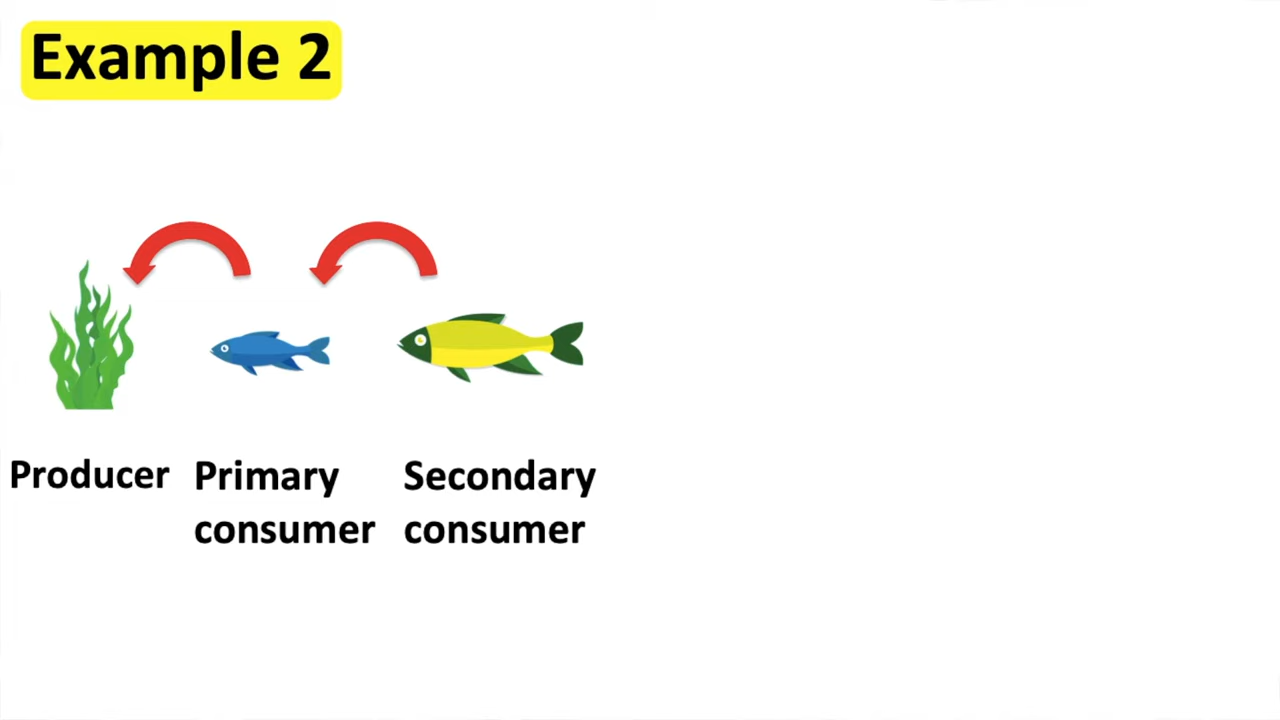 Example 2
Producer
Primary
consumer
Secondary
consumer